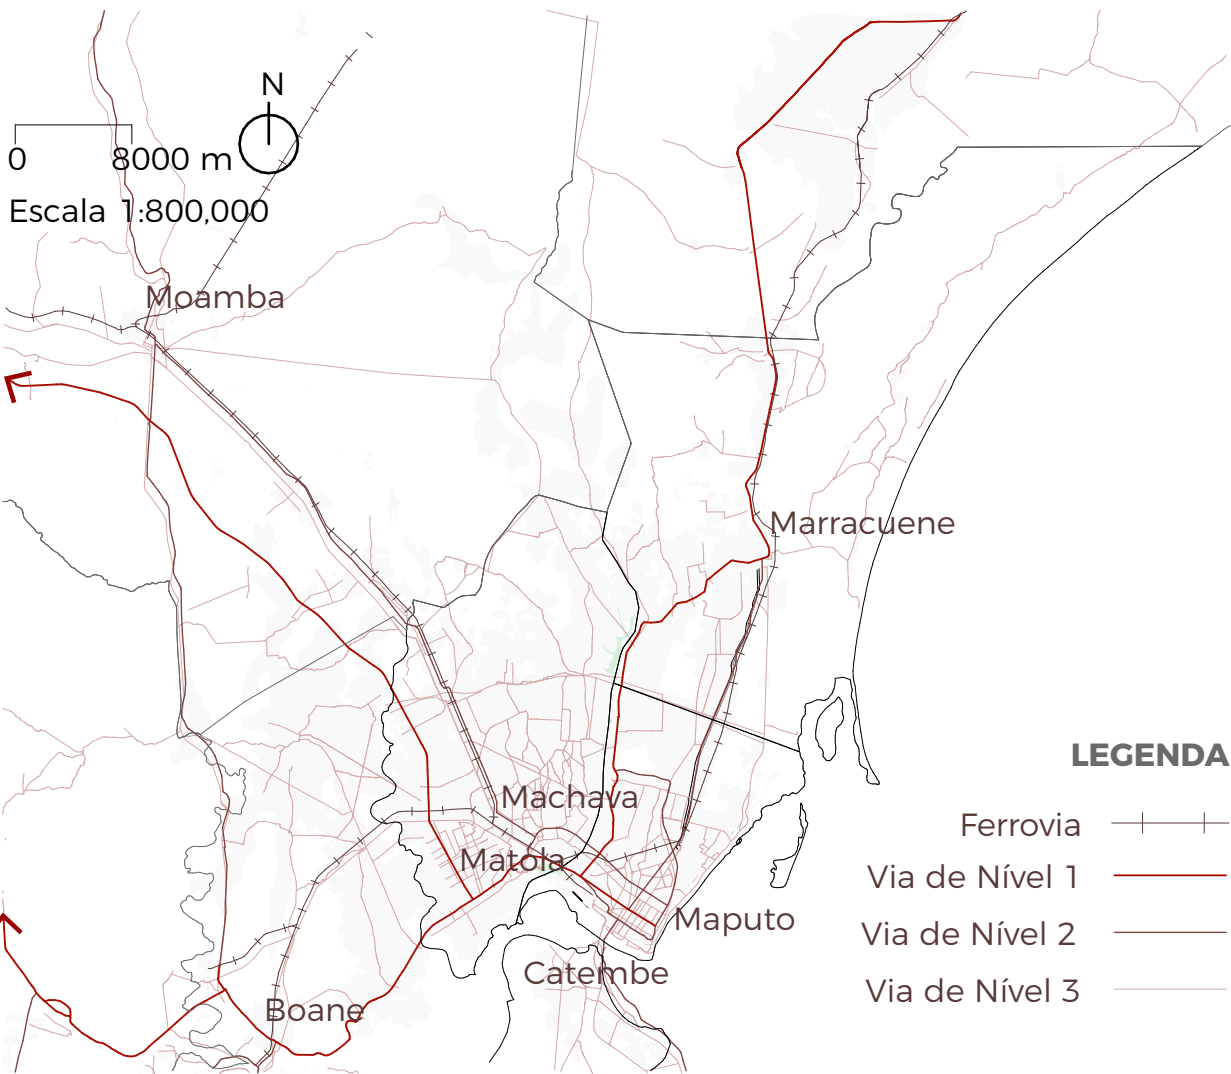 N
0 8000 m
Escala 1:800,000
Moamba
Marracuene
Machava
Matola
Maputo
Catembe
Boane
LEGENDA
Ferrovia
Via de Nível 1
Via de Nível 2
Via de Nível 3